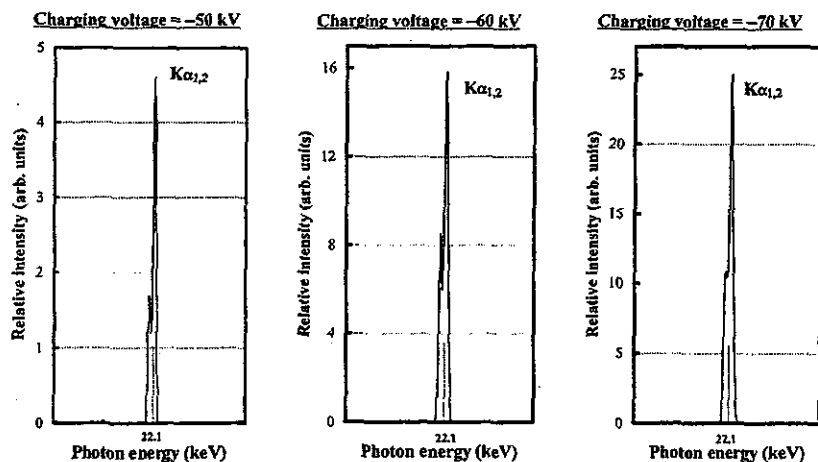 Charging voltage = –50 kV
Relative intensity (arb. units)
5
4
3
2
1
0
Kα1,2
22.1
Photon energy (keV)
Charging voltage = –60 kV
Relative intensity (arb. units)
16
12
8
4
0
Kα1,2
22.1
Photon energy (keV)
Charging voltage = –70 kV
Relative intensity (arb. units)
25
20
15
10
5
0
Kα1,2
22.1
Photon energy (keV)